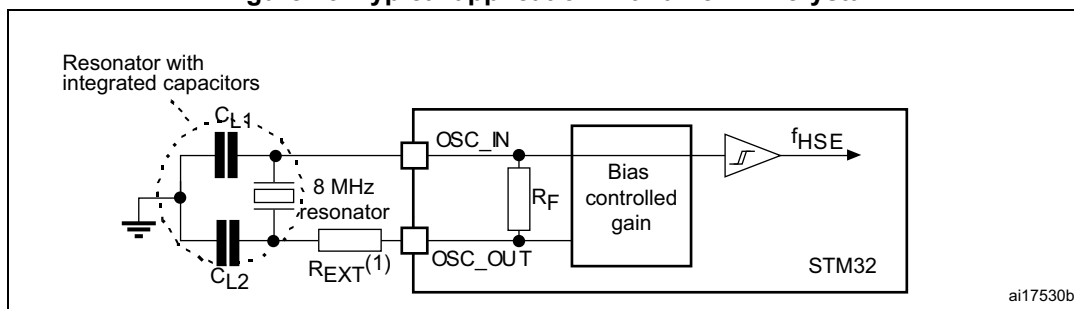 Resonator with
integrated capacitors
CL1
OSC_IN
fHSE
8 MHz
resonator
RF
Bias
controlled
gain
REXT(1)
OSC_OUT
CL2
STM32
ai17530b